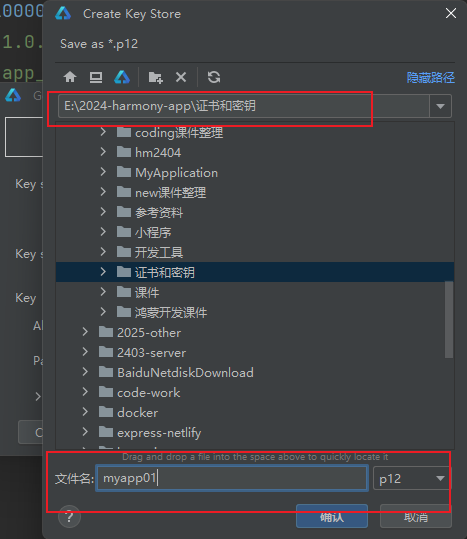 Create Key Store
0000
Save as *.p12
1.0.
隐藏路径
app_
G
E:\2024-harmony-app\证书和密钥
coding课件整理
hm2404
MyApplication
Key s
new课件整理
参考资料
小程序
Key s
开发工具
证书和密钥
Key
课件
鸿蒙开发课件
Al
2025-other
2403-server
Pa
BaiduNetdiskDownload
code-work
docker
C
express-netlify
Drag and drop a file into the space above to quickly locate it
文件名: myapp01 p12
? 确认 取消